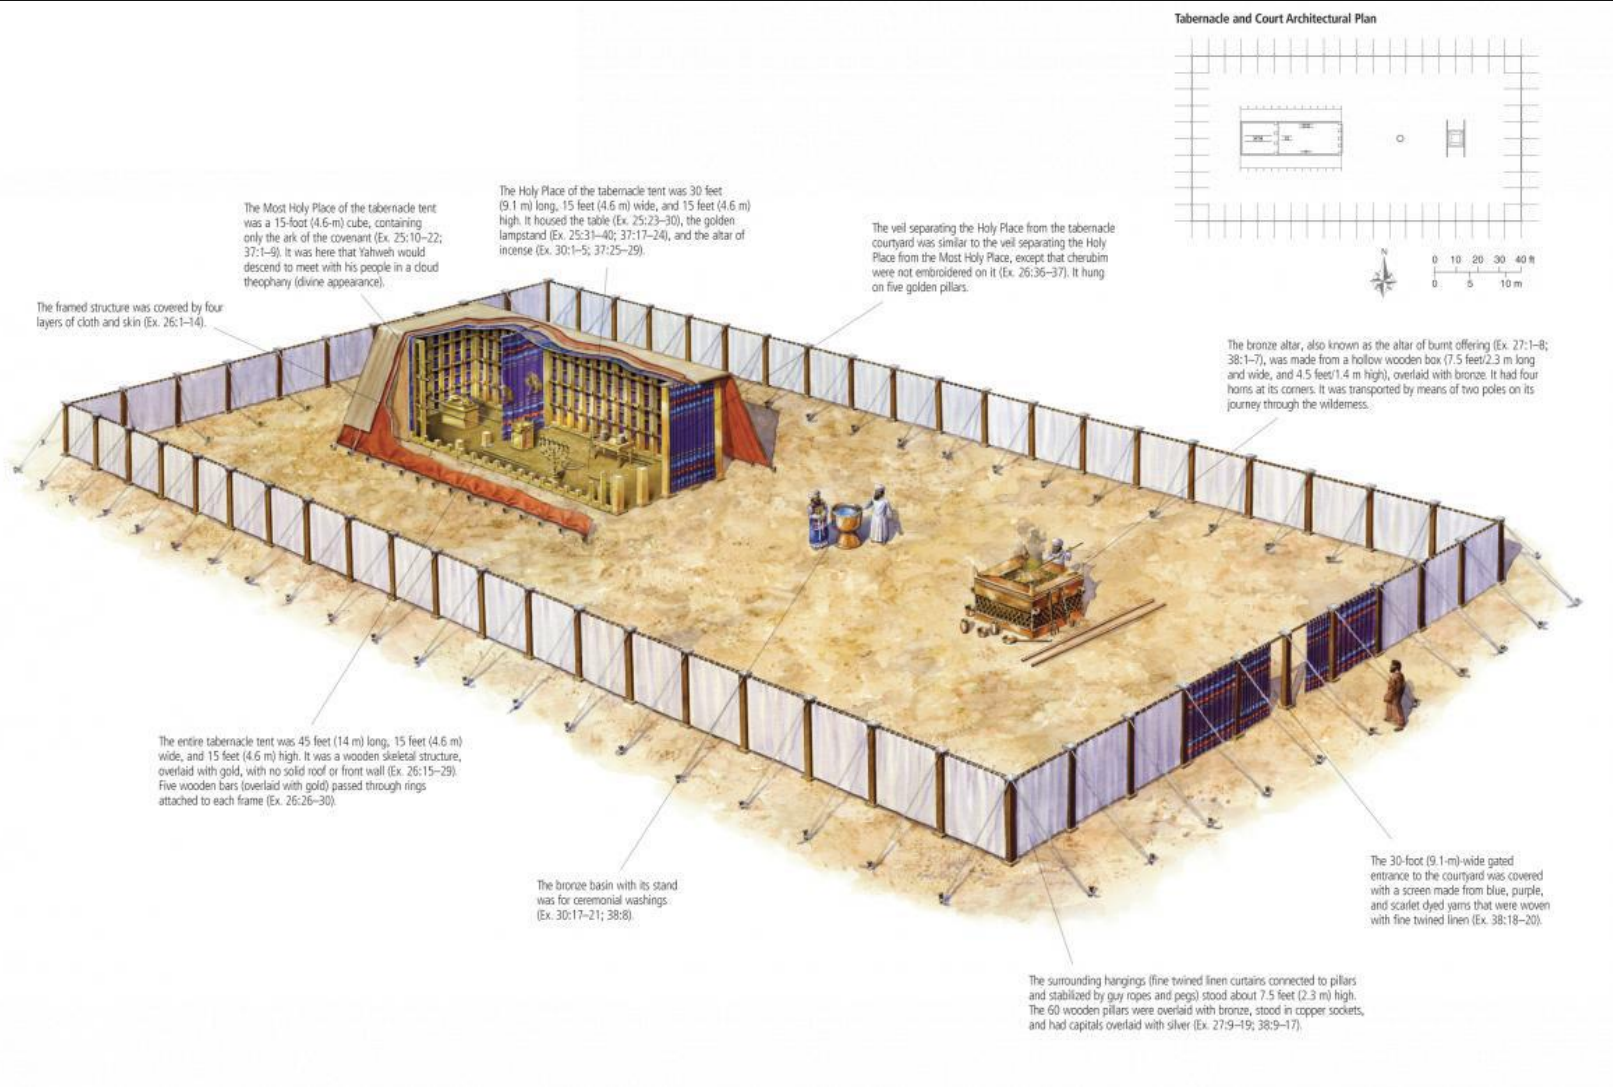 Tabernacle and Court Architectural Plan
N
0 10 20 30 40 ft
0 5 10 m
The Most Holy Place of the tabernacle tent
was a 15-foot (4.6-m) cube, containing
only the ark of the covenant (Ex. 25:10–22;
37:1–9). It was here that Yahweh would
descend to meet with his people in a cloud
theophany (divine appearance).
The Holy Place of the tabernacle tent was 30 feet
(9.1 m) long, 15 feet (4.6 m) wide, and 15 feet (4.6 m)
high. It housed the table (Ex. 25:23–30), the golden
lampstand (Ex. 25:31–40; 37:17–24), and the altar of
incense (Ex. 30:1–5; 37:25–29).
The veil separating the Holy Place from the tabernacle
courtyard was similar to the veil separating the Holy
Place from the Most Holy Place, except that cherubim
were not embroidered on it (Ex. 26:36–37). It hung
on five golden pillars.
The framed structure was covered by four
layers of cloth and skin (Ex. 26:1–14).
The bronze altar, also known as the altar of burnt offering (Ex. 27:1–8;
38:1–7), was made from a hollow wooden box (7.5 feet/2.3 m long
and wide, and 4.5 feet/1.4 m high), overlaid with bronze. It had four
horns at its corners. It was transported by means of two poles on its
journey through the wilderness.
The entire tabernacle tent was 45 feet (14 m) long, 15 feet (4.6 m)
wide, and 15 feet (4.6 m) high. It was a wooden skeletal structure,
overlaid with gold, with no solid roof or front wall (Ex. 26:15–29).
Five wooden bars (overlaid with gold) passed through rings
attached to each frame (Ex. 26:26–30).
The bronze basin with its stand
was for ceremonial washings
(Ex. 30:17–21; 38:8).
The 30-foot (9.1-m)-wide gated
entrance to the courtyard was covered
with a screen made from blue, purple,
and scarlet dyed yarns that were woven
with fine twined linen (Ex. 38:18–20).
The surrounding hangings (fine twined linen curtains connected to pillars
and stabilized by guy ropes and pegs) stood about 7.5 feet (2.3 m) high.
The 60 wooden pillars were overlaid with bronze, stood in copper sockets,
and had capitals overlaid with silver (Ex. 27:9–19; 38:9–17).